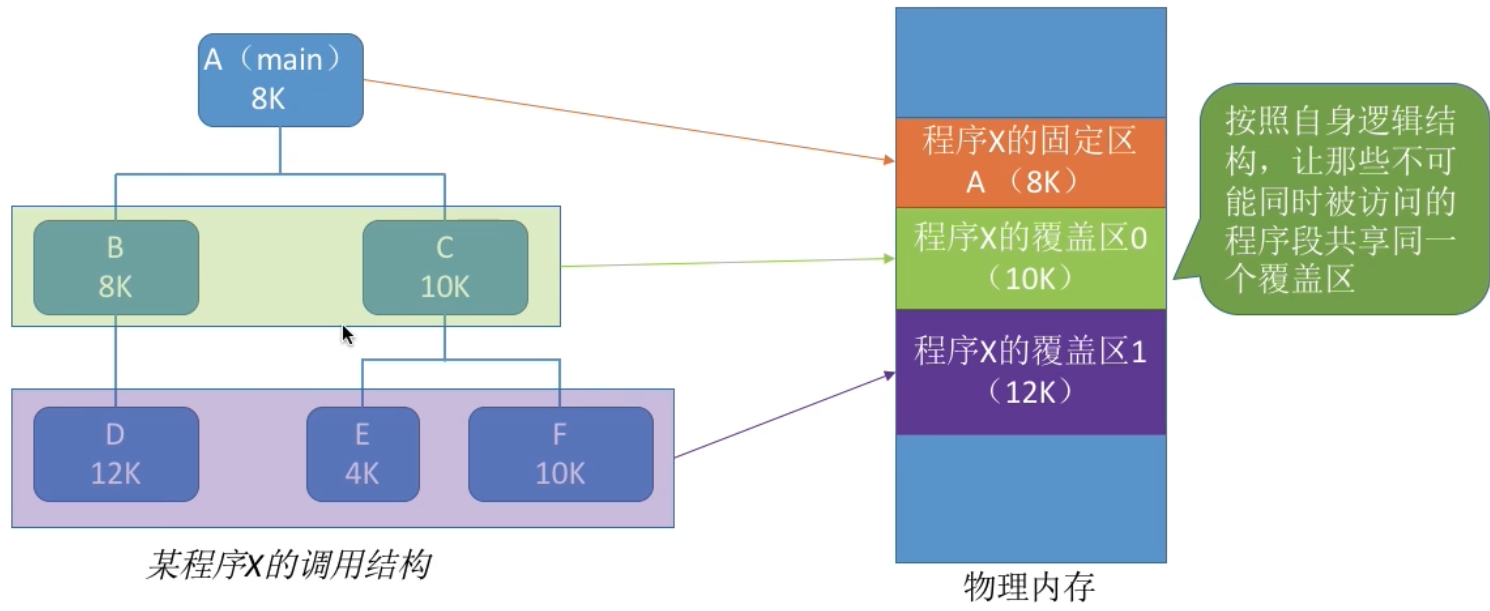 A（main）
8K
B
8K
C
10K
D
12K
E
4K
F
10K
某程序X的调用结构
程序X的固定区
A （8K）
程序X的覆盖区0
（10K）
程序X的覆盖区1
（12K）
物理内存
按照自身逻辑结
构，让那些不可
能同时被访问的
程序段共享同一
个覆盖区